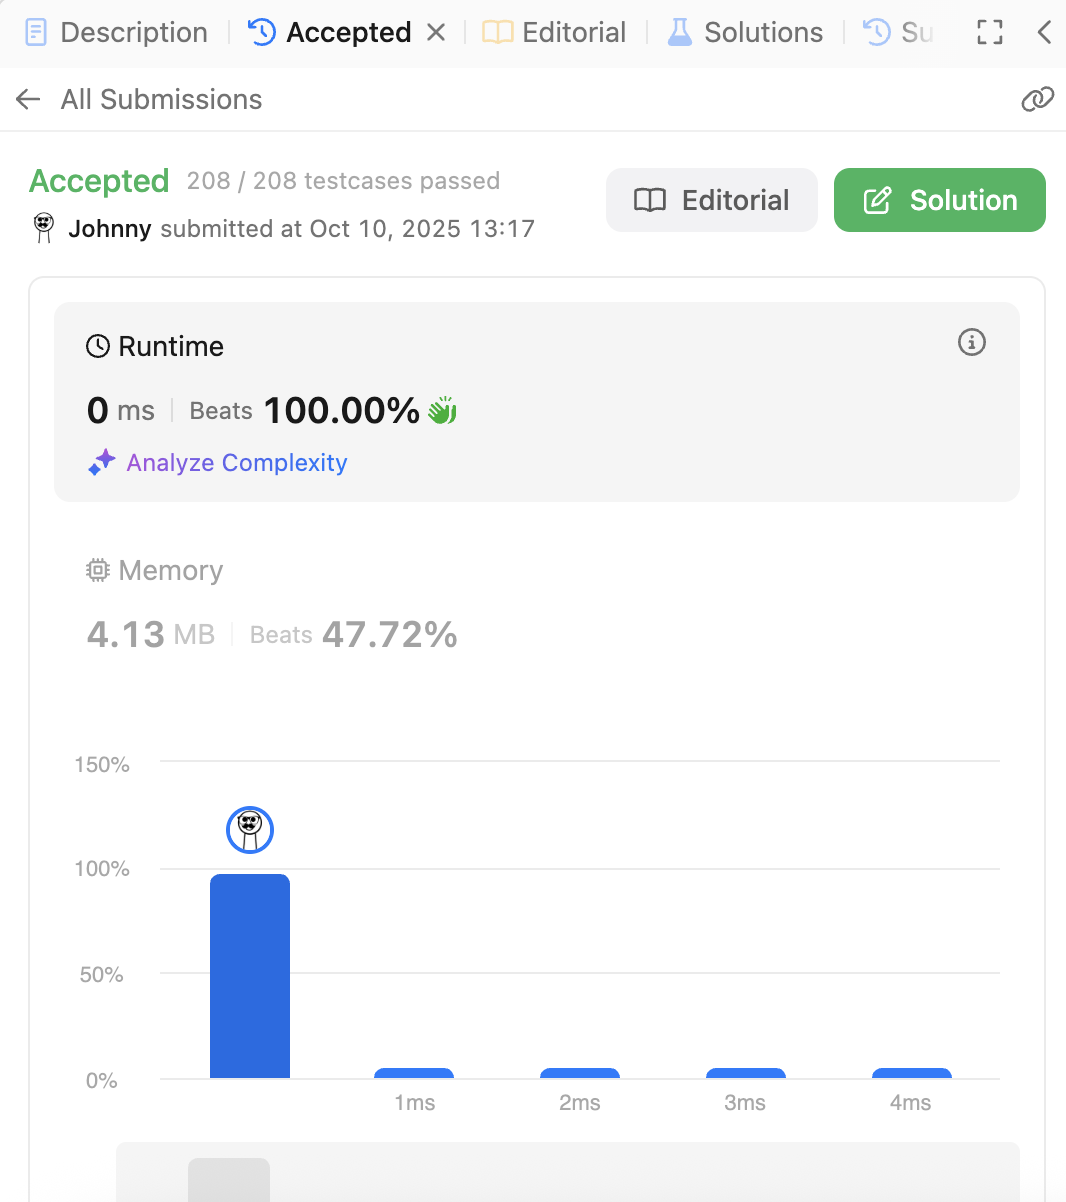 Description Accepted Editorial Solutions Su
All Submissions
Accepted 208 / 208 testcases passed
Johnny submitted at Oct 10, 2025 13:17
Editorial Solution
Runtime
0 ms Beats 100.00%
Analyze Complexity
Memory
4.13 MB Beats 47.72%
150%
100%
50%
0%
1ms 2ms 3ms 4ms